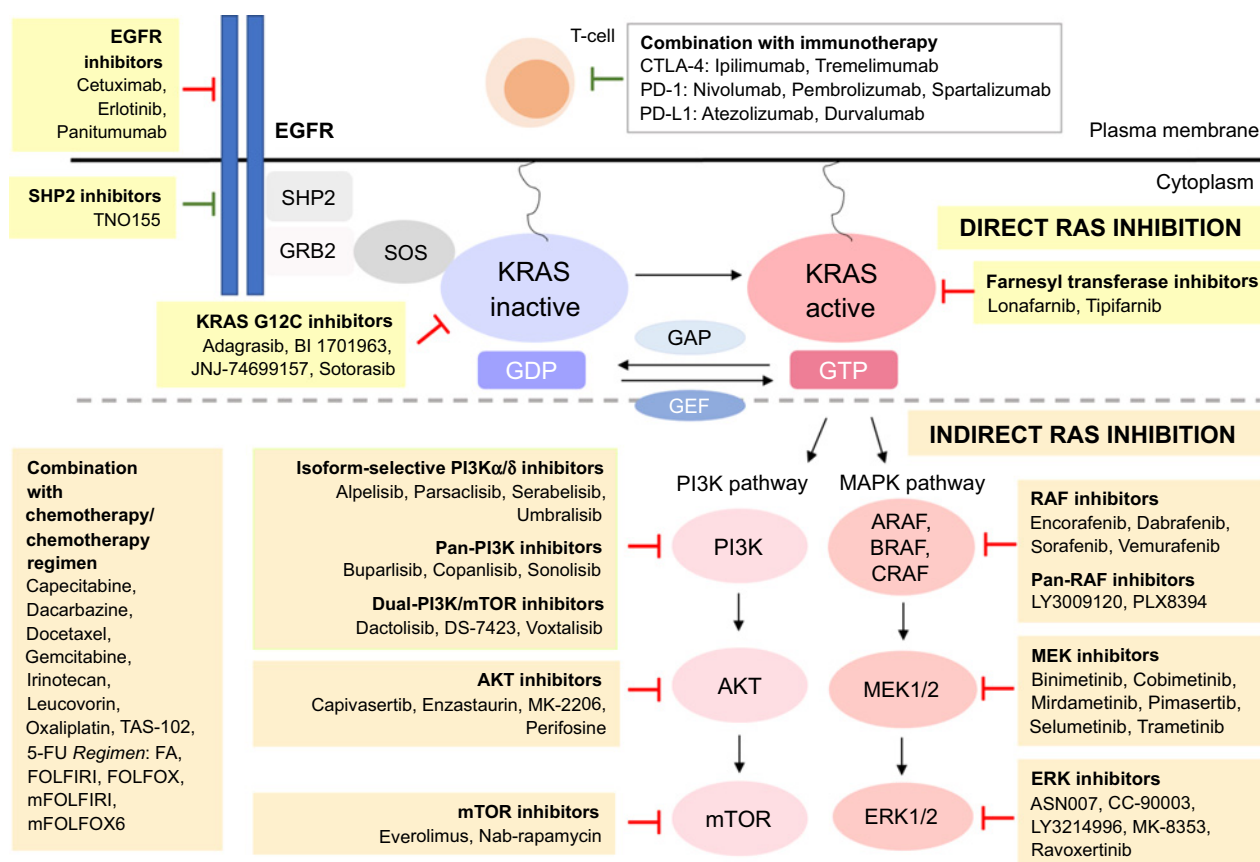 EGFR
inhibitors
Cetuximab,
Erlotinib,
Panitumumab
EGFR
T-cell
Combination with immunotherapy
CTLA-4: Ipilimumab, Tremelimumab
PD-1: Nivolumab, Pembrolizumab, Spartalizumab
PD-L1: Atezolizumab, Durvalumab
Plasma membrane
Cytoplasm
SHP2 inhibitors
TNO155
SHP2
GRB2
SOS
KRAS
inactive
KRAS
active
DIRECT RAS INHIBITION
Farnesyl transferase inhibitors
Lonafarnib, Tipifarnib
KRAS G12C inhibitors
Adagrasib, BI 1701963,
JNJ-74699157, Sotorasib
GDP
GAP
GEF
GTP
INDIRECT RAS INHIBITION
Combination
with
chemotherapy/
chemotherapy
regimen
Capecitabine,
Dacarbazine,
Docetaxel,
Gemcitabine,
Irinotecan,
Leucovorin,
Oxaliplatin, TAS-102,
5-FU Regimen: FA,
FOLFIRI, FOLFOX,
mFOLFIRI,
mFOLFOX6
Isoform-selective PI3Kα/δ inhibitors
Alpelisib, Parsaclisib, Serabelisib,
Umbralisib
Pan-PI3K inhibitors
Buparlisib, Copanlisib, Sonolisib
Dual-PI3K/mTOR inhibitors
Dactolisib, DS-7423, Voxtalisib
AKT inhibitors
Capivasertib, Enzastaurin, MK-2206,
Perifosine
mTOR inhibitors
Everolimus, Nab-rapamycin
PI3K pathway
PI3K
AKT
mTOR
MAPK pathway
ARAF,
BRAF,
CRAF
MEK1/2
ERK1/2
RAF inhibitors
Encorafenib, Dabrafenib,
Sorafenib, Vemurafenib
Pan-RAF inhibitors
LY3009120, PLX8394
MEK inhibitors
Binimetinib, Cobimetinib,
Mirdametinib, Pimasertib,
Selumetinib, Trametinib
ERK inhibitors
ASN007, CC-90003,
LY3214996, MK-8353,
Ravoxertinib